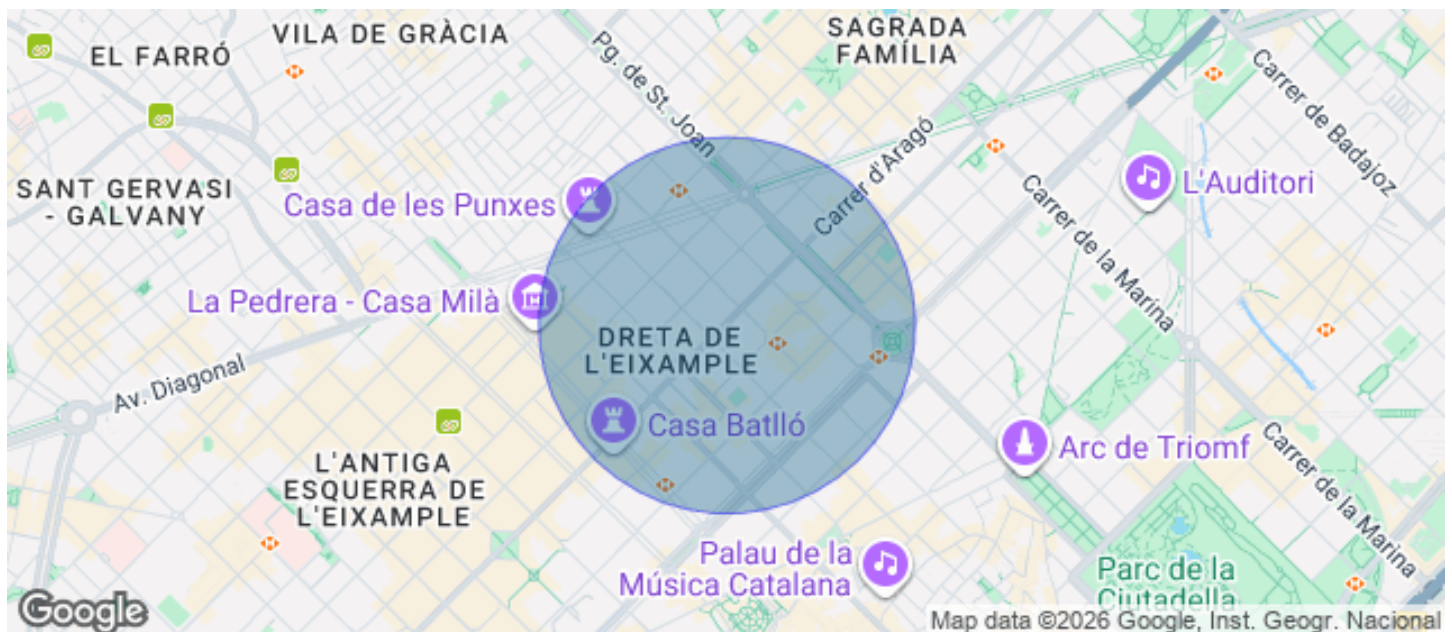 VILA DE GRÀCIA
EL FARRÓ
SAGRADA
FAMÍLIA
Pg. de St. Joan
Carrer de Badajoz
Carrer d'Aragó
SANT GERVASI
- GALVANY
Casa de les Punxes
L'Auditori
Carrer de la Marina
La Pedrera - Casa Milà
DRETA DE
L'EIXAMPLE
Av. Diagonal
Casa Batlló
Arc de Triomf
L'ANTIGA
ESQUERRA DE
L'EIXAMPLE
Carrer de la Marina
Palau de la
Música Catalana
Parc de la
Ciutadella
Google
Map data ©2026 Google, Inst. Geogr. Nacional